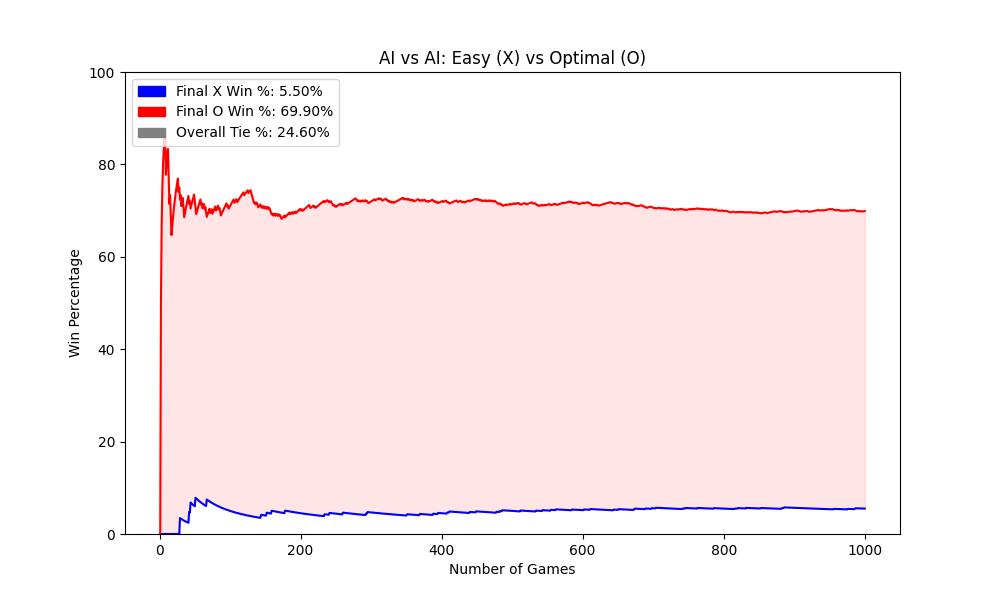 AI vs AI: Easy (X) vs Optimal (O)
Final X Win %: 5.50%
Final O Win %: 69.90%
Overall Tie %: 24.60%
Win Percentage
100
80
60
40
20
0
0 200 400 600 800 1000
Number of Games